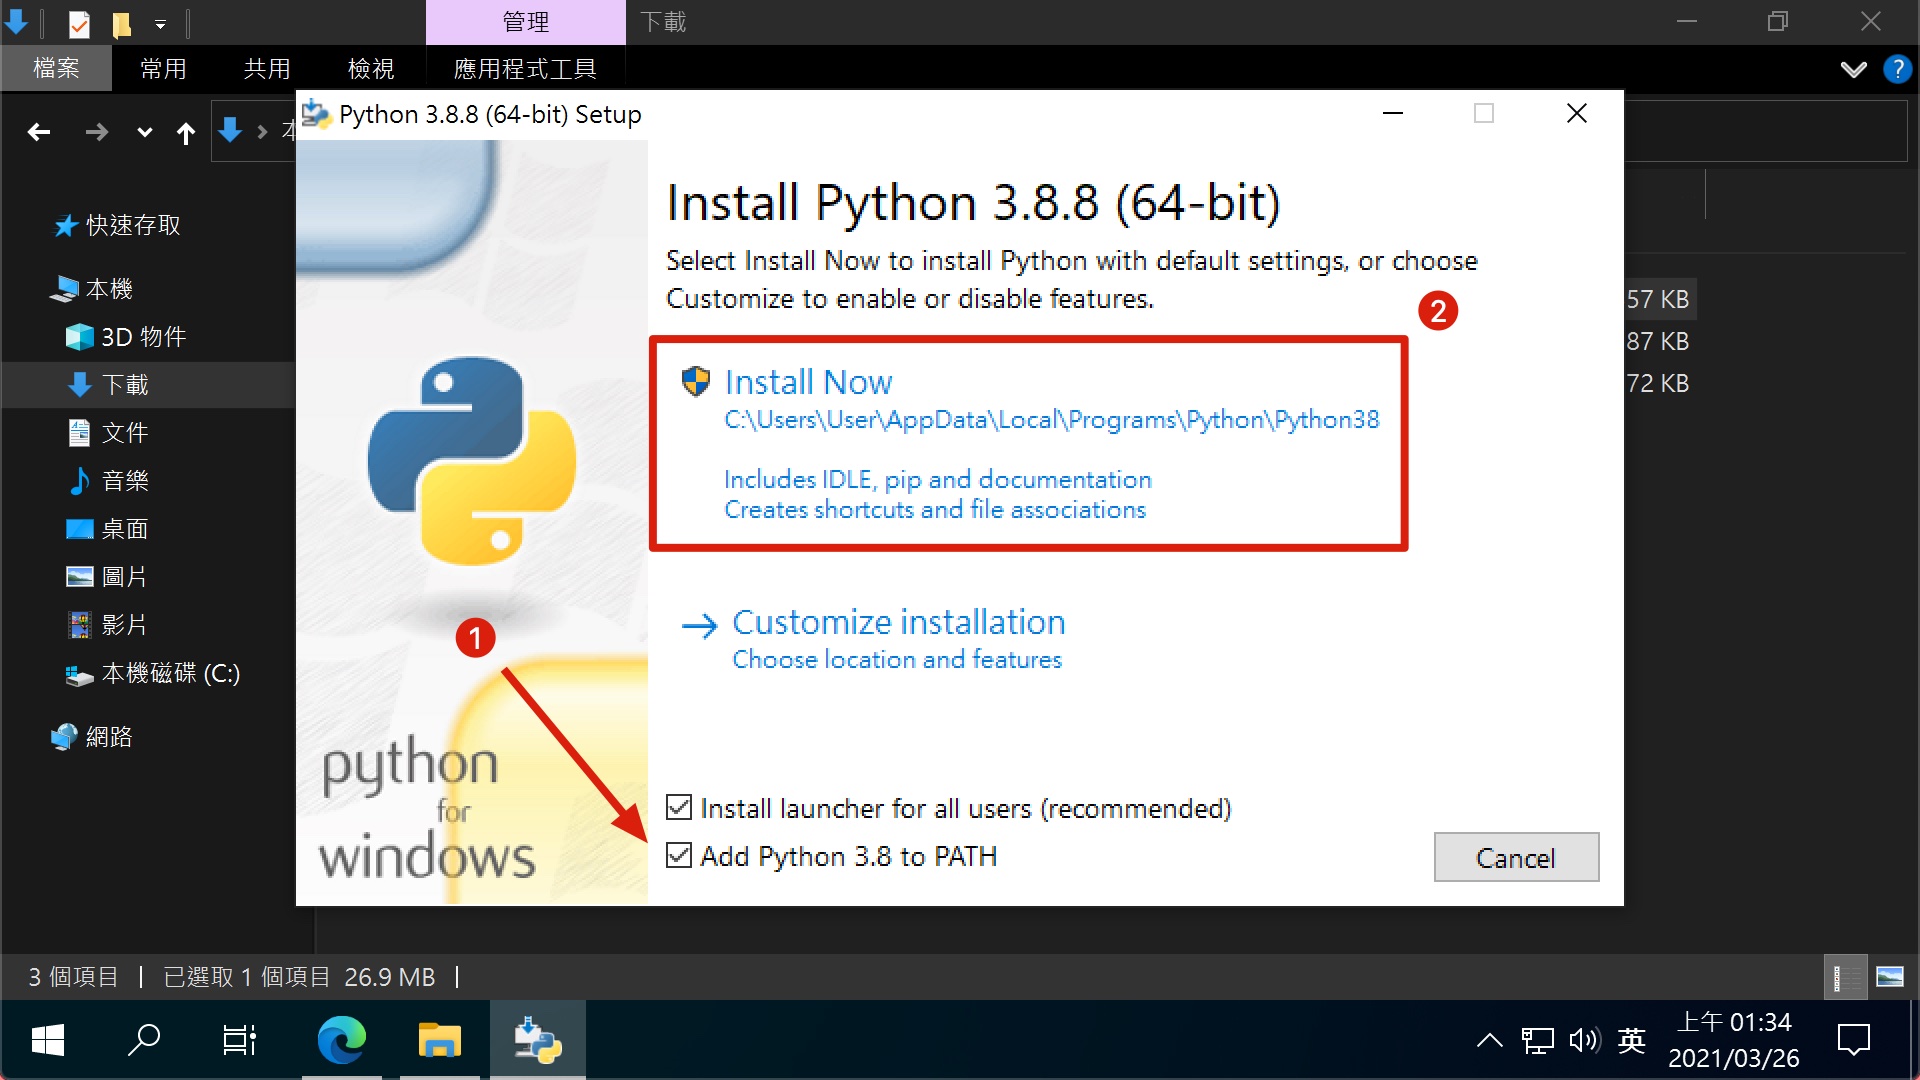 管理
下載
檔案
常用
共用
檢視
應用程式工具
?
本
Python 3.8.8 (64-bit) Setup
Install Python 3.8.8 (64-bit)
Select Install Now to install Python with default settings, or choose
Customize to enable or disable features.
2
Install Now
C:\Users\User\AppData\Local\Programs\Python\Python38
Includes IDLE, pip and documentation
Creates shortcuts and file associations
Customize installation
Choose location and features
1
python
for
windows
Install launcher for all users (recommended)
Add Python 3.8 to PATH
Cancel
快速存取
本機
3D 物件
下載
文件
音樂
桌面
圖片
影片
本機磁碟 (C:)
網路
57 KB
87 KB
72 KB
3 個項目
已選取 1 個項目 26.9 MB
英
上午 01:34
2021/03/26